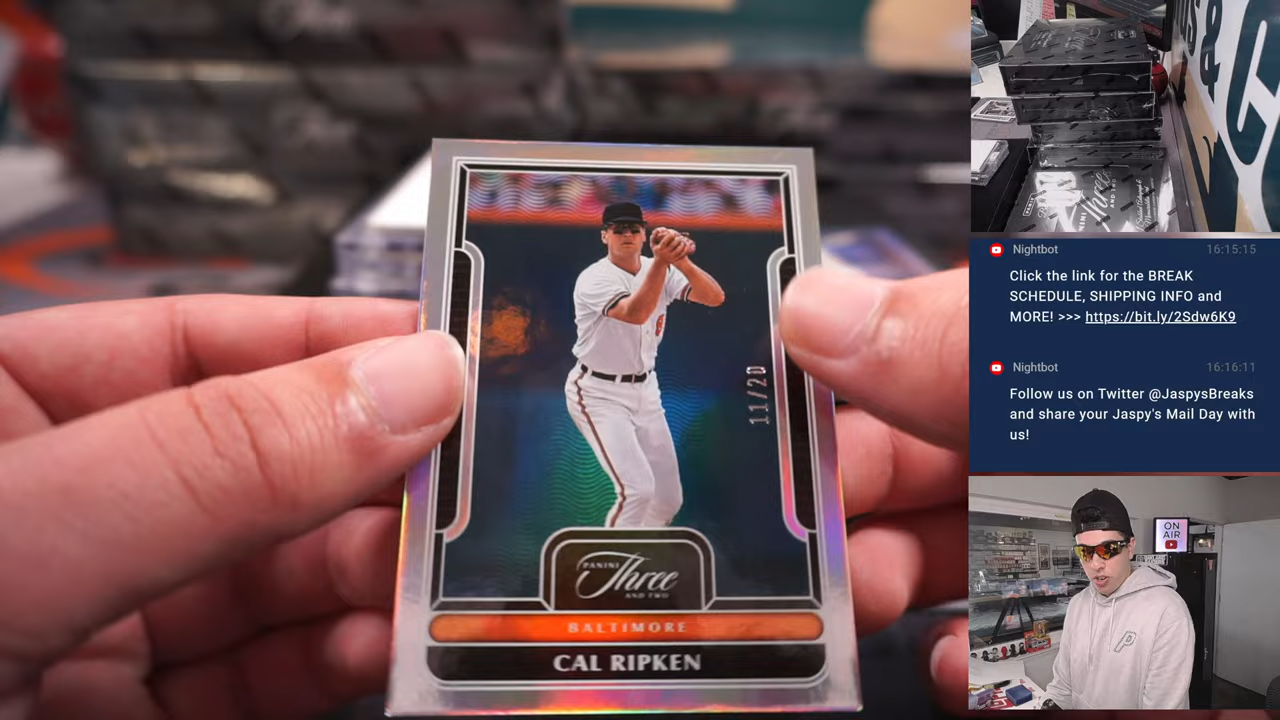 11/20
PANINI
Three
AND TWO
BALTIMORE
CAL RIPKEN
Three
Nightbot
16:15:15
Click the link for the BREAK
SCHEDULE, SHIPPING INFO and
MORE! >>> https://bit.ly/2Sdw6K9
Nightbot
16:16:11
Follow us on Twitter @JaspysBreaks
and share your Jaspy's Mail Day with
us!
ON
AIR
P